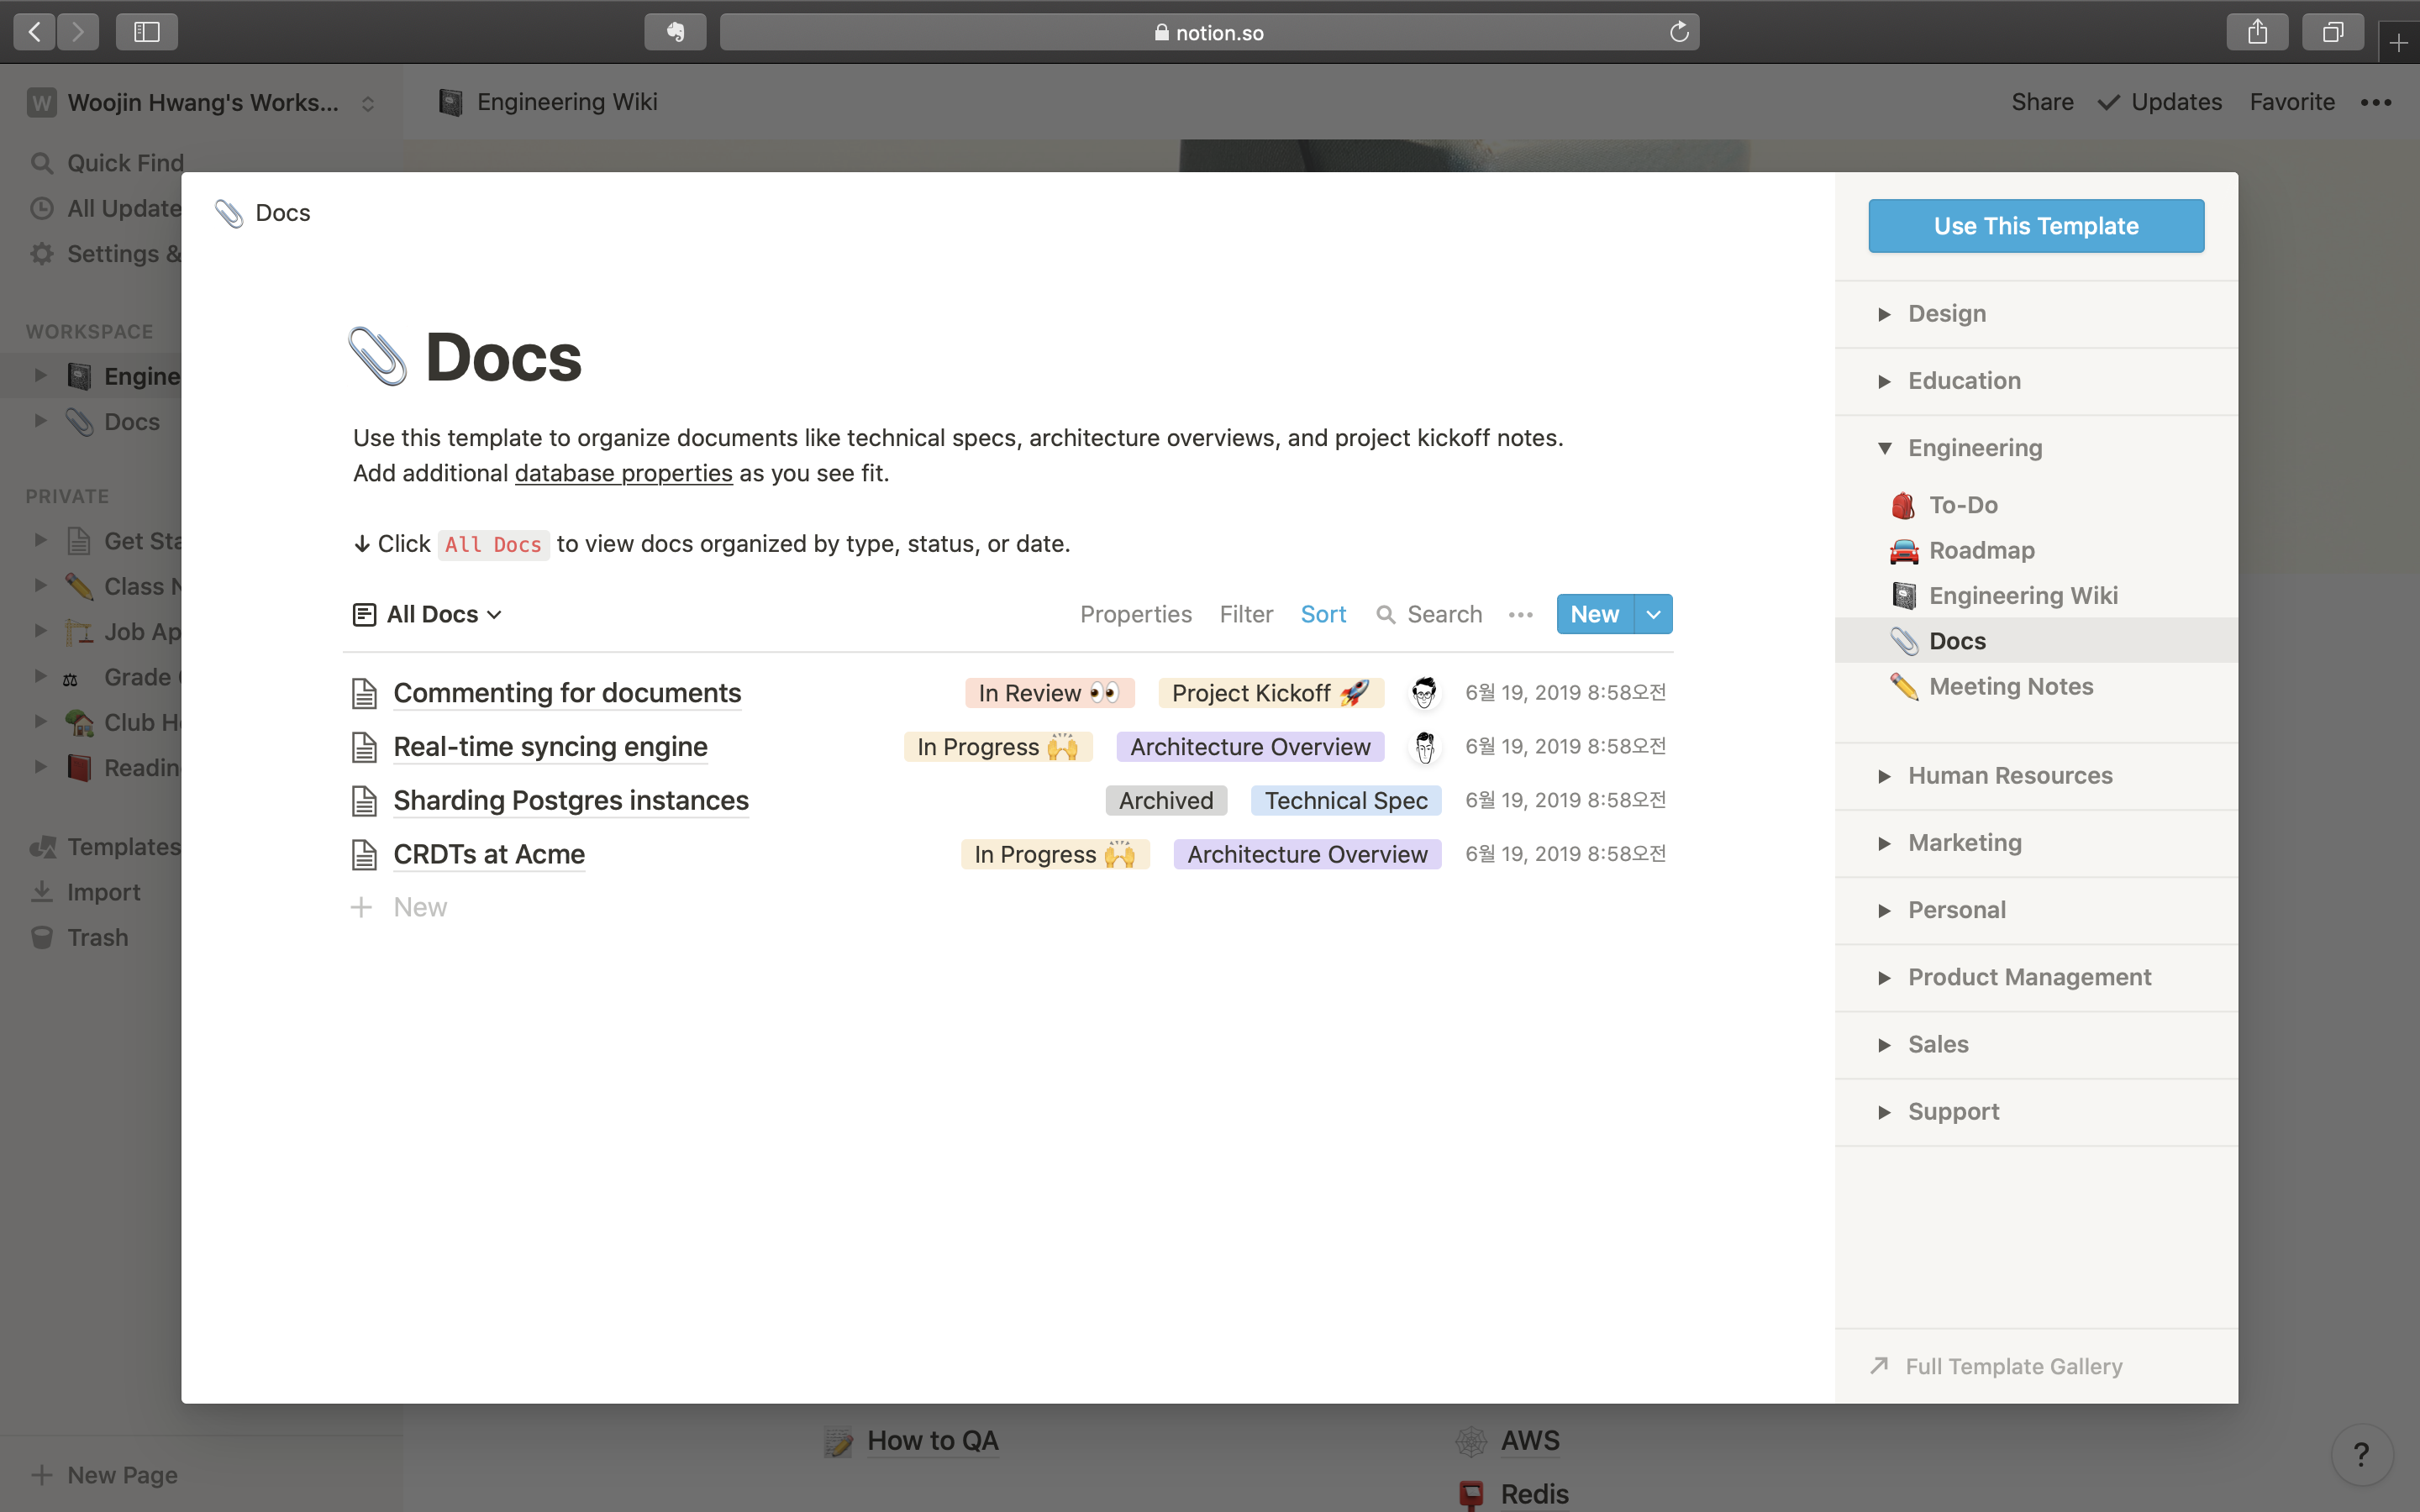 notion.so
W Woojin Hwang's Works...
Engineering Wiki
Share
Updates
Favorite
Quick Find
All Update
Settings &
WORKSPACE
Engine
Docs
PRIVATE
Get Sta
Class N
Job Ap
Grade
Club H
Readin
Templates
Import
Trash
New Page
Docs
Docs
Use this template to organize documents like technical specs, architecture overviews, and project kickoff notes.
Add additional database properties as you see fit.
↓ Click All Docs to view docs organized by type, status, or date.
All Docs
Properties Filter Sort Search ··· New
Commenting for documents In Review 👀 Project Kickoff 🚀 6월 19, 2019 8:58오전
Real-time syncing engine In Progress 🙌 Architecture Overview 6월 19, 2019 8:58오전
Sharding Postgres instances Archived Technical Spec 6월 19, 2019 8:58오전
CRDTs at Acme In Progress 🙌 Architecture Overview 6월 19, 2019 8:58오전
+ New
Use This Template
Design
Education
Engineering
To-Do
Roadmap
Engineering Wiki
Docs
Meeting Notes
Human Resources
Marketing
Personal
Product Management
Sales
Support
Full Template Gallery
How to QA
AWS
Redis
?